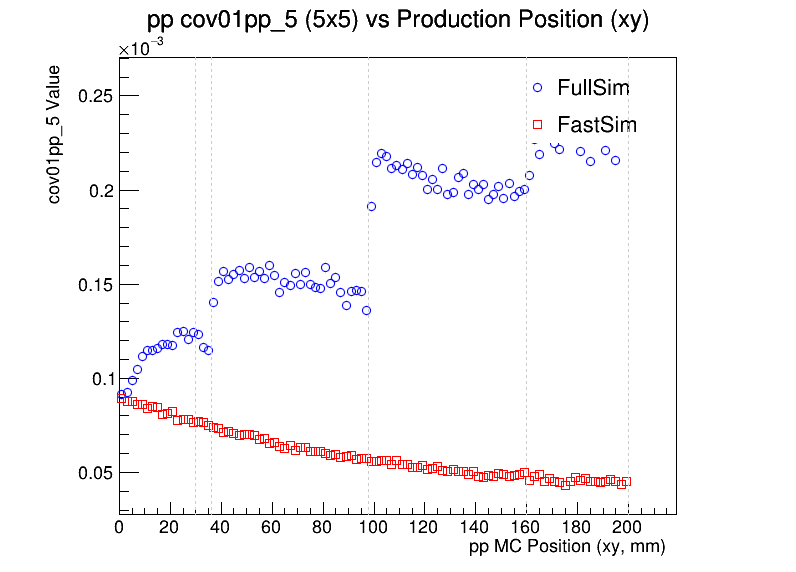 pp cov01pp_5 (5x5) vs Production Position (xy)
×10⁻³
cov01pp_5 Value
FullSim
FastSim
0.25
0.2
0.15
0.1
0.05
0 20 40 60 80 100 120 140 160 180 200
pp MC Position (xy, mm)